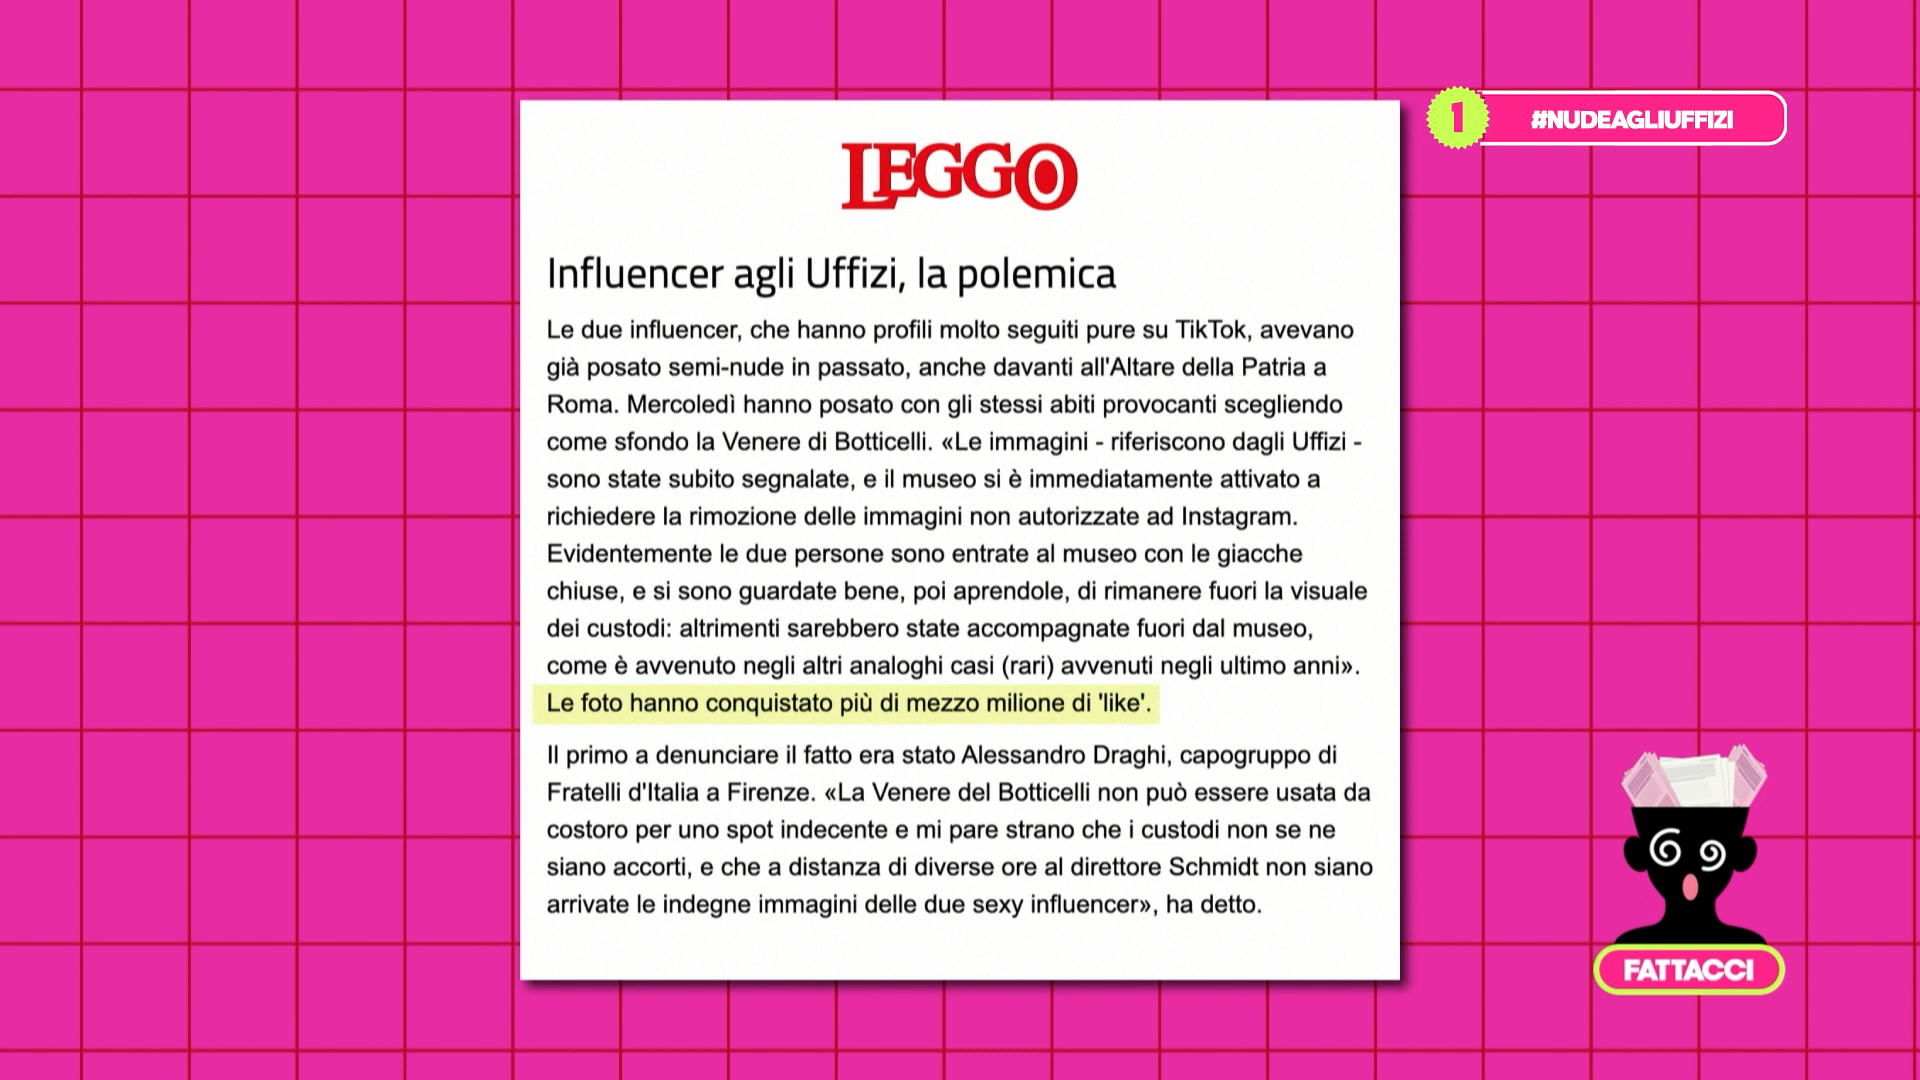 1
#NUDEAGLIUFFIZI
LEGGO
Influencer agli Uffizi, la polemica
Le due influencer, che hanno profili molto seguiti pure su TikTok, avevano
già posato semi-nude in passato, anche davanti all'Altare della Patria a
Roma. Mercoledì hanno posato con gli stessi abiti provocanti scegliendo
come sfondo la Venere di Botticelli. «Le immagini - riferiscono dagli Uffizi -
sono state subito segnalate, e il museo si è immediatamente attivato a
richiedere la rimozione delle immagini non autorizzate ad Instagram.
Evidentemente le due persone sono entrate al museo con le giacche
chiuse, e si sono guardate bene, poi aprendole, di rimanere fuori la visuale
dei custodi: altrimenti sarebbero state accompagnate fuori dal museo,
come è avvenuto negli altri analoghi casi (rari) avvenuti negli ultimo anni».
Le foto hanno conquistato più di mezzo milione di 'like'.
Il primo a denunciare il fatto era stato Alessandro Draghi, capogruppo di
Fratelli d'Italia a Firenze. «La Venere del Botticelli non può essere usata da
costoro per uno spot indecente e mi pare strano che i custodi non se ne
siano accorti, e che a distanza di diverse ore al direttore Schmidt non siano
arrivate le indegne immagini delle due sexy influencer», ha detto.
FATTACCI